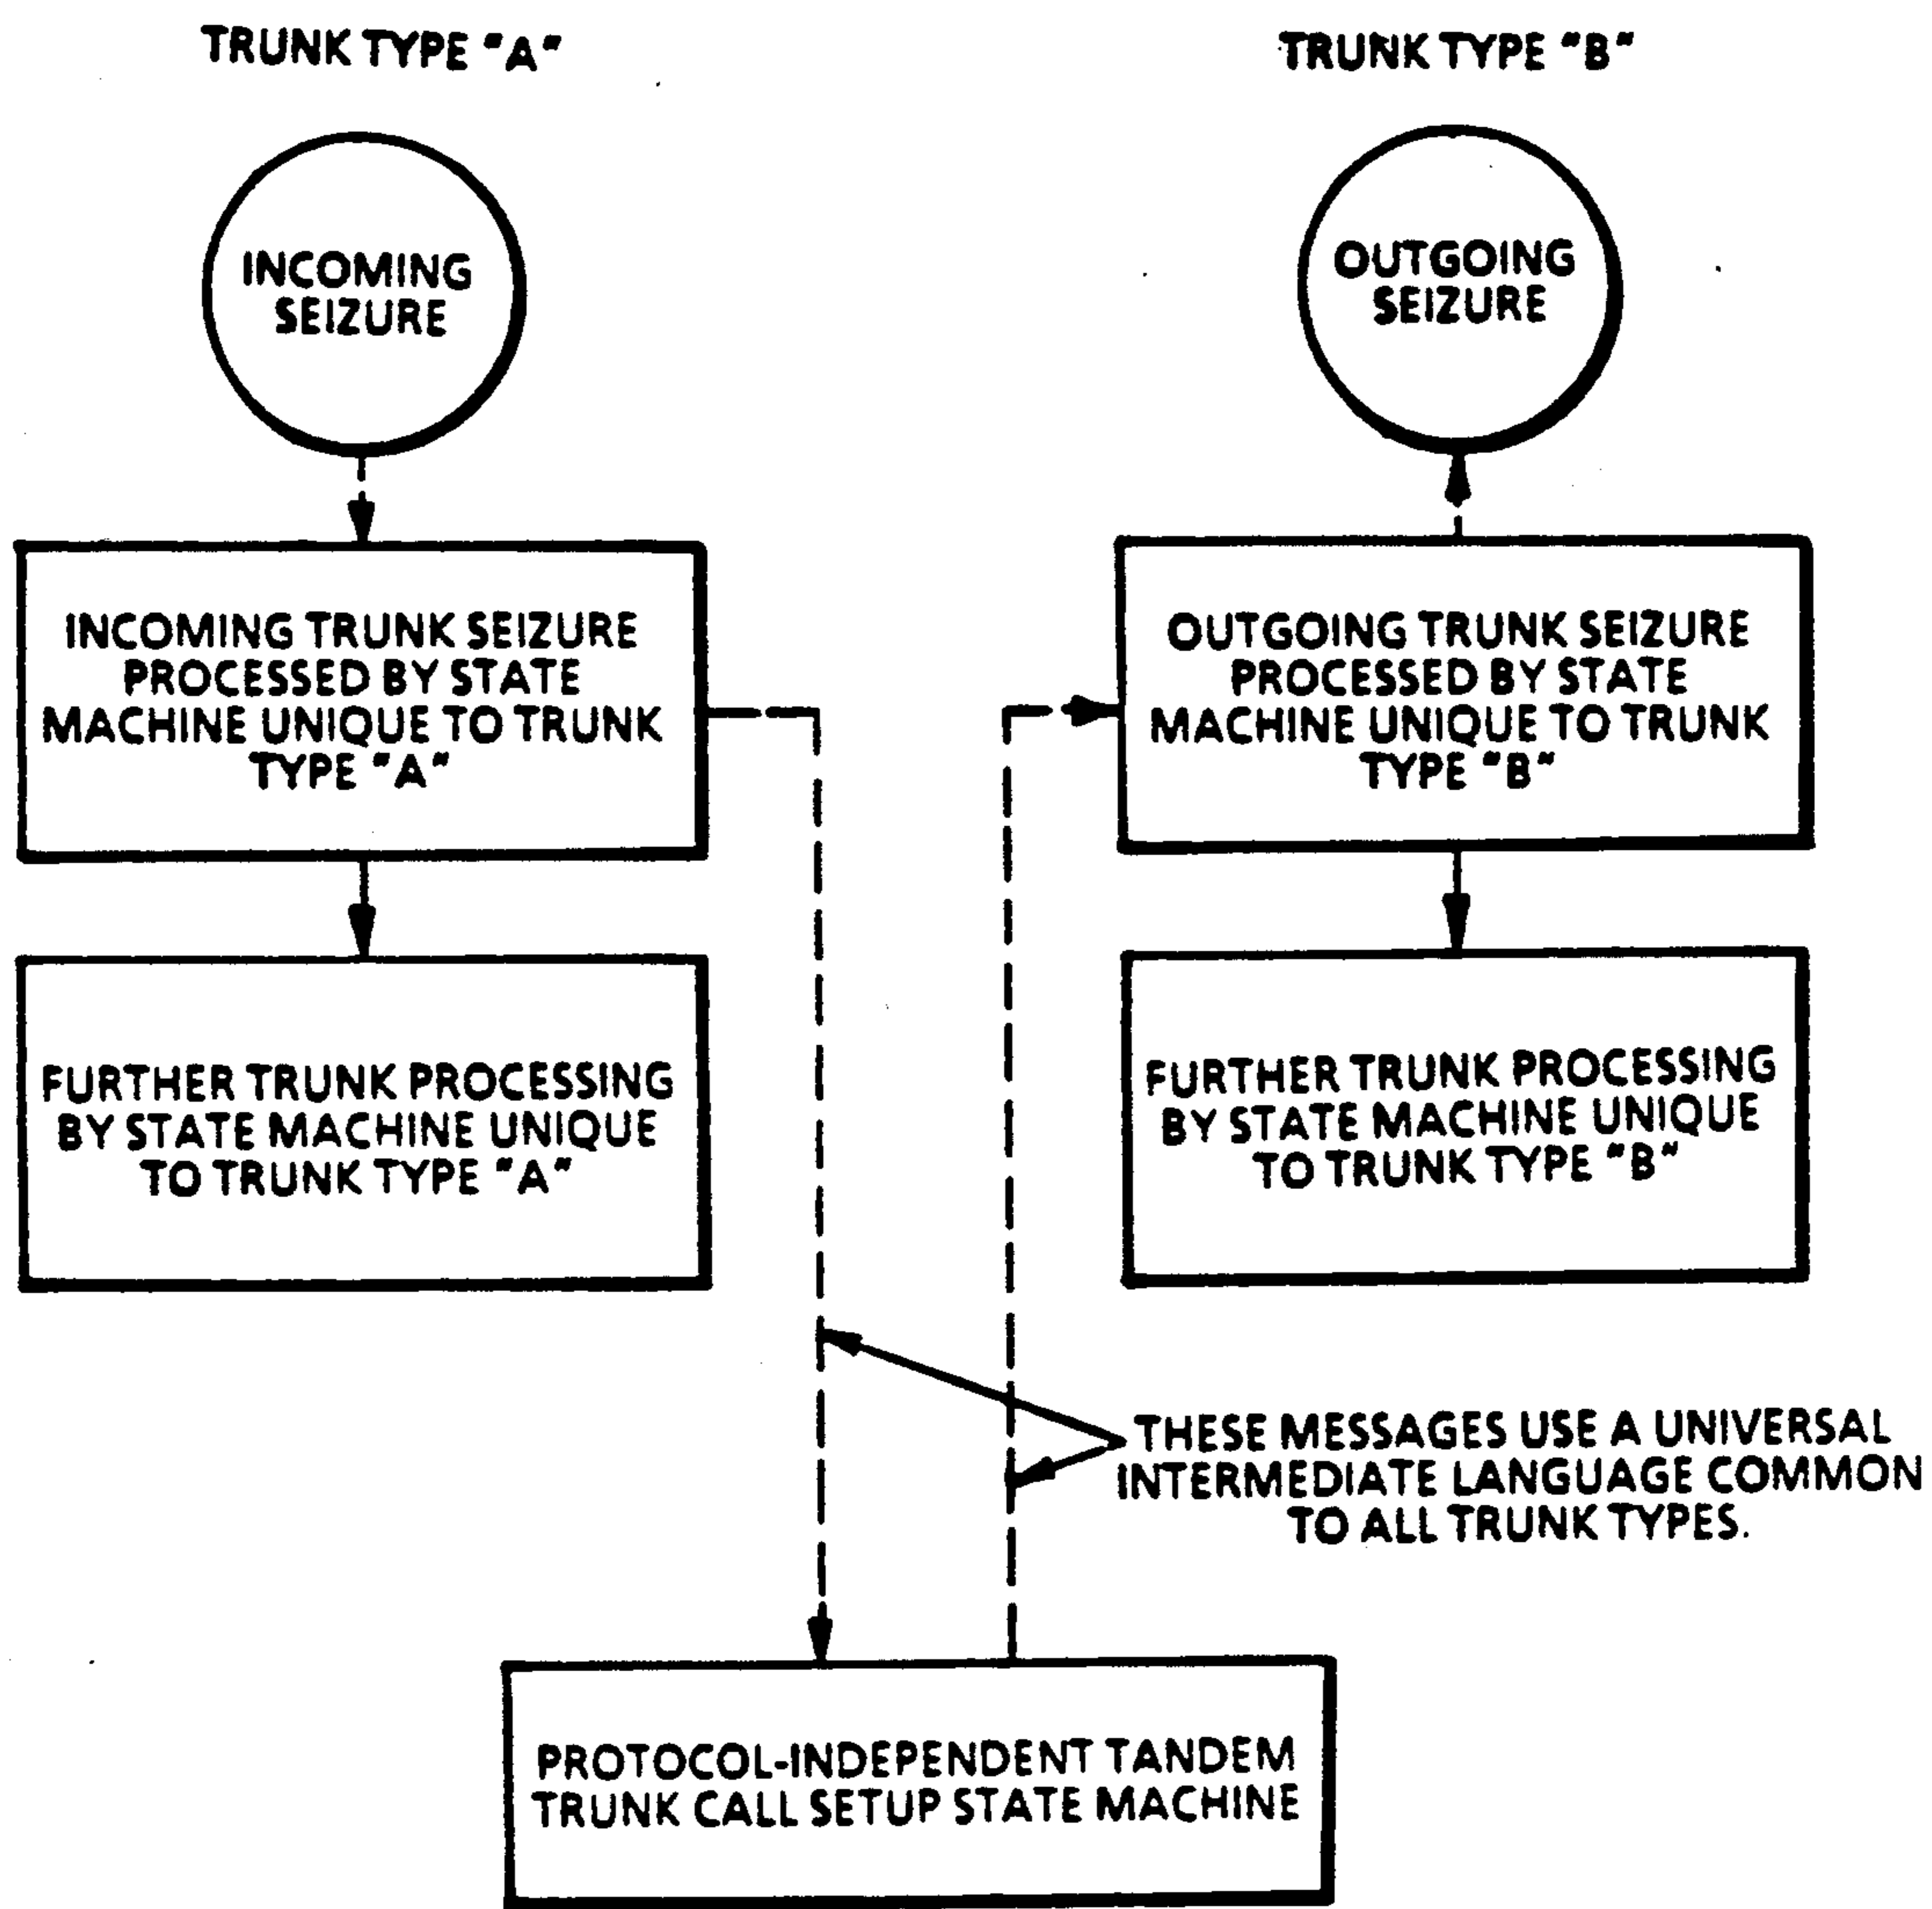 TRUNK TYPE "A"
TRUNK TYPE "B"
INCOMING
SEIZURE
OUTGOING
SEIZURE
INCOMING TRUNK SEIZURE
PROCESSED BY STATE
MACHINE UNIQUE TO TRUNK
TYPE "A"
OUTGOING TRUNK SEIZURE
PROCESSED BY STATE
MACHINE UNIQUE TO TRUNK
TYPE "B"
FURTHER TRUNK PROCESSING
BY STATE MACHINE UNIQUE
TO TRUNK TYPE "A"
FURTHER TRUNK PROCESSING
BY STATE MACHINE UNIQUE
TO TRUNK TYPE "B"
THESE MESSAGES USE A UNIVERSAL
INTERMEDIATE LANGUAGE COMMON
TO ALL TRUNK TYPES.
PROTOCOL-INDEPENDENT TANDEM
TRUNK CALL SETUP STATE MACHINE